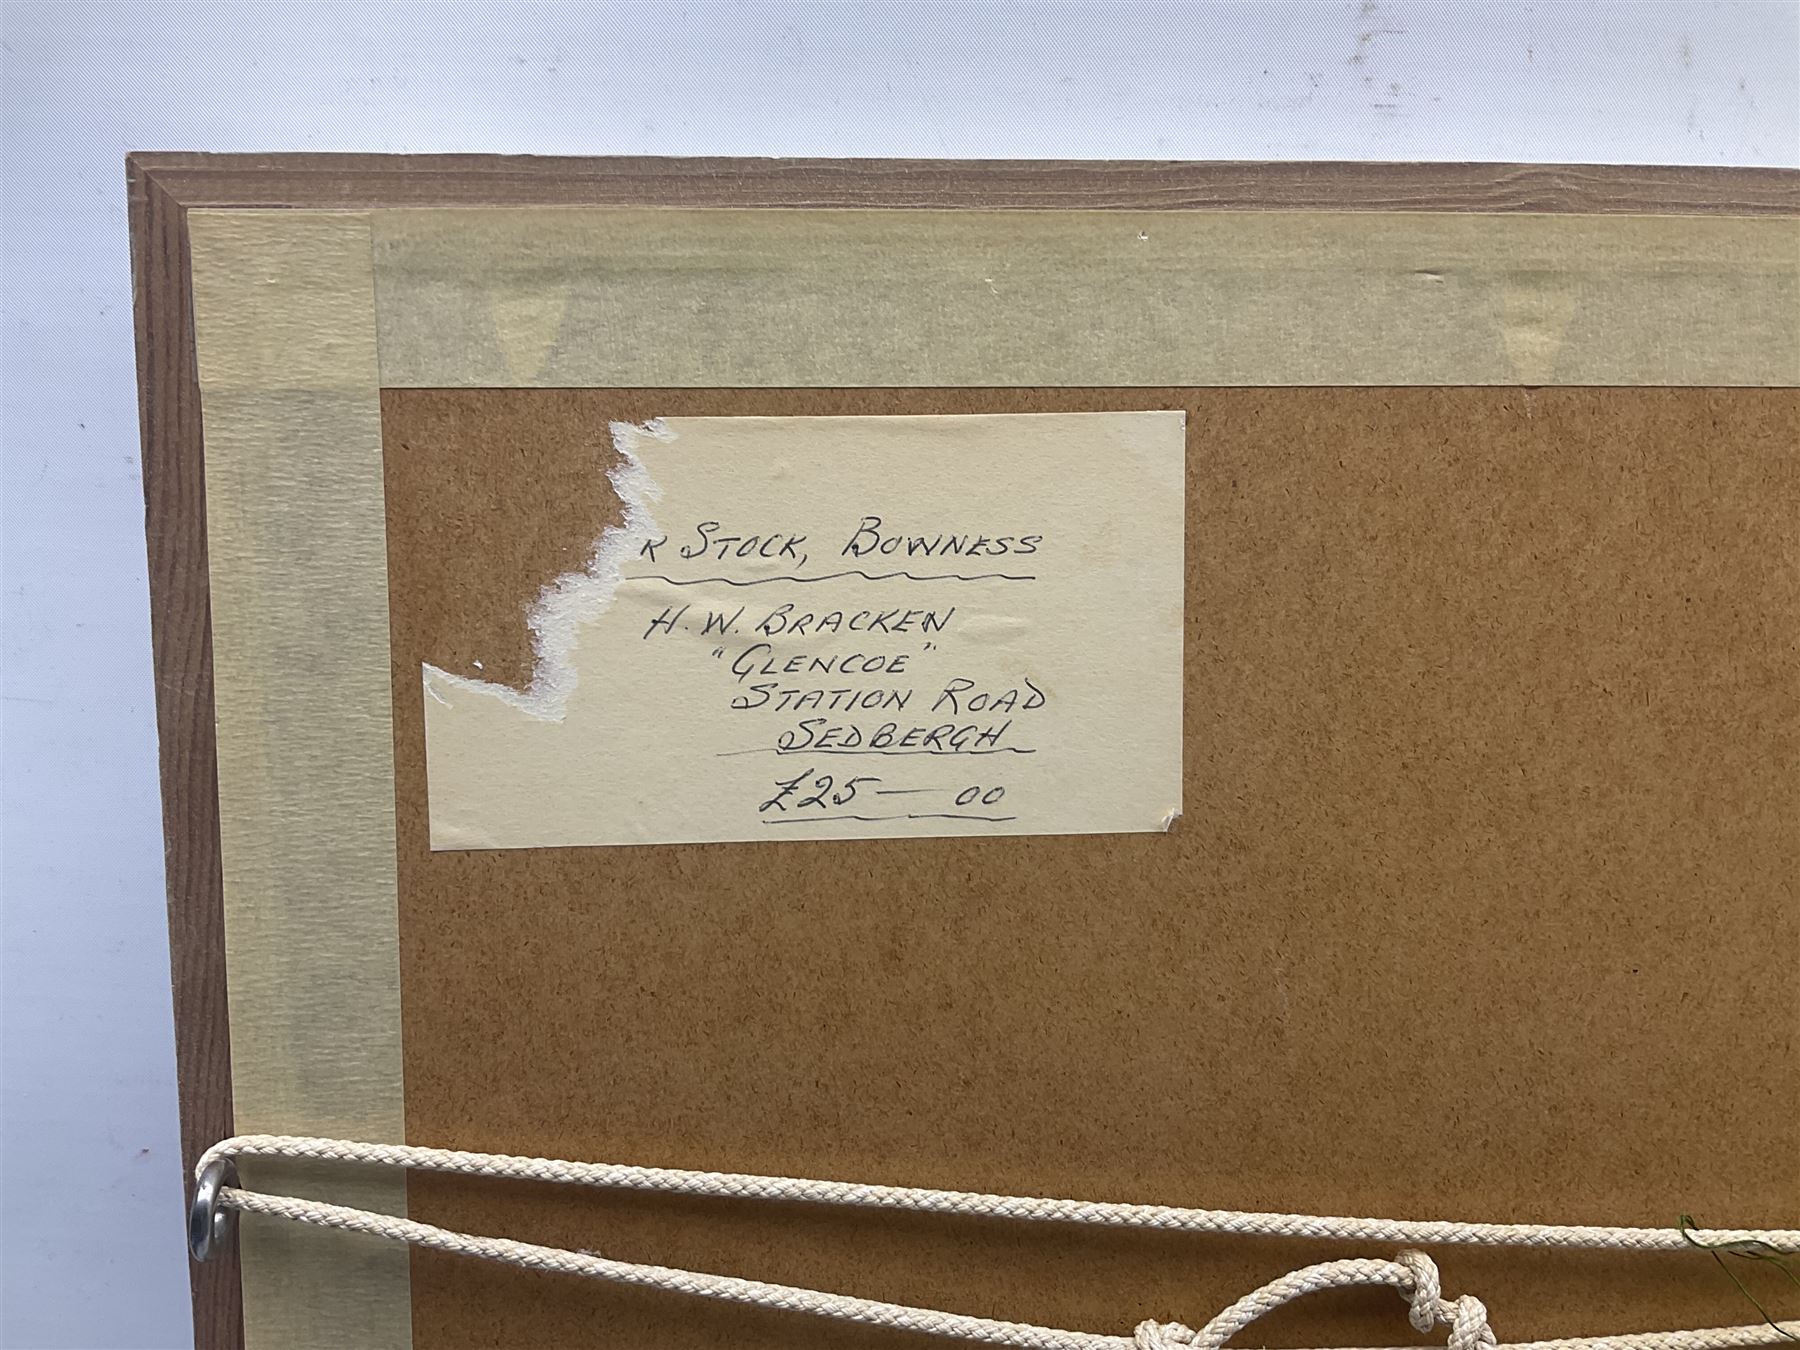 R STOCK, BOWNESS
H. W. BRACKEN
"GLENCOE"
STATION ROAD
SEDBERGH
£25—00